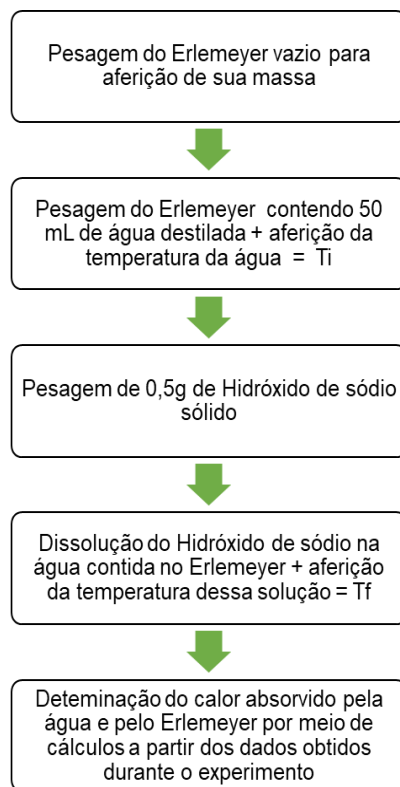 Pesagem do Erlemeyer vazio para
aferição de sua massa
Pesagem do Erlemeyer contendo 50
mL de água destilada + aferição da
temperatura da água = Ti
Pesagem de 0,5g de Hidróxido de sódio
sólido
Dissolução do Hidróxido de sódio na
água contida no Erlemeyer + aferição
da temperatura dessa solução = Tf
Deteminação do calor absorvido pela
água e pelo Erlemeyer por meio de
cálculos a partir dos dados obtidos
durante o experimento